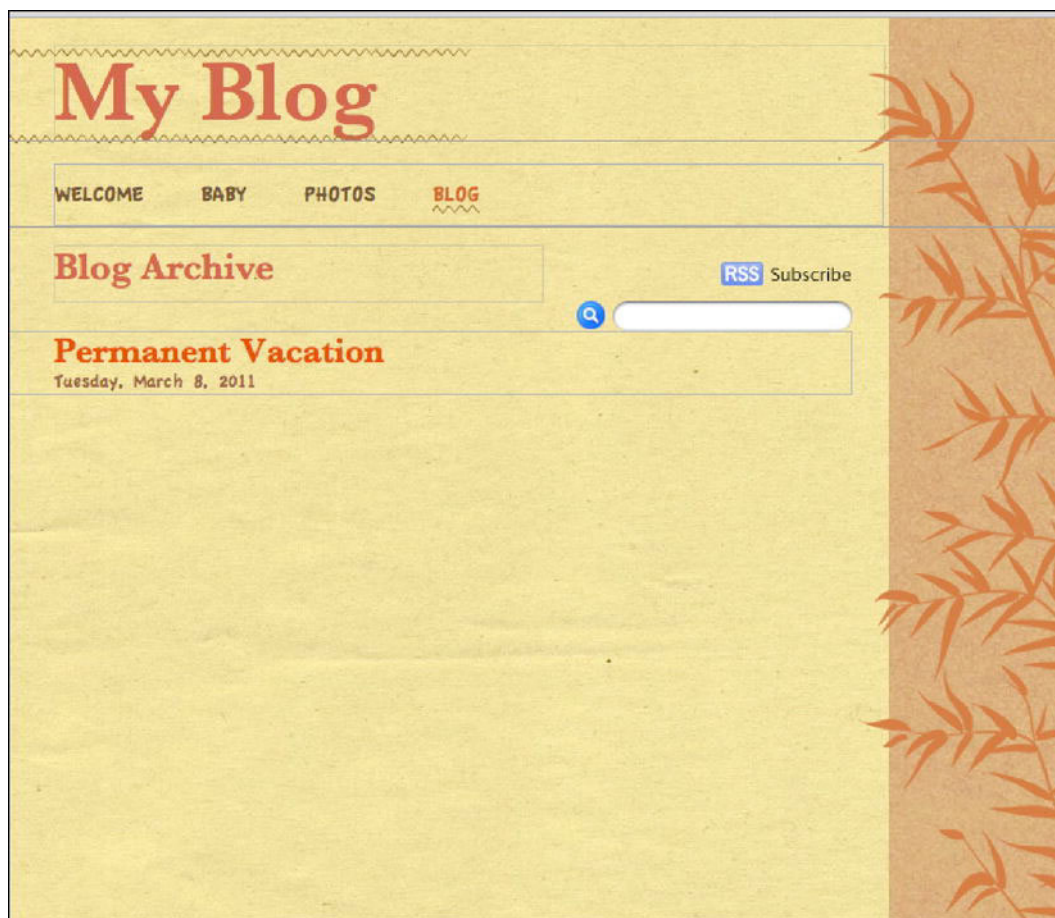 My Blog
WELCOME BABY PHOTOS BLOG
Blog Archive
RSS Subscribe
Permanent Vacation
Tuesday, March 8, 2011